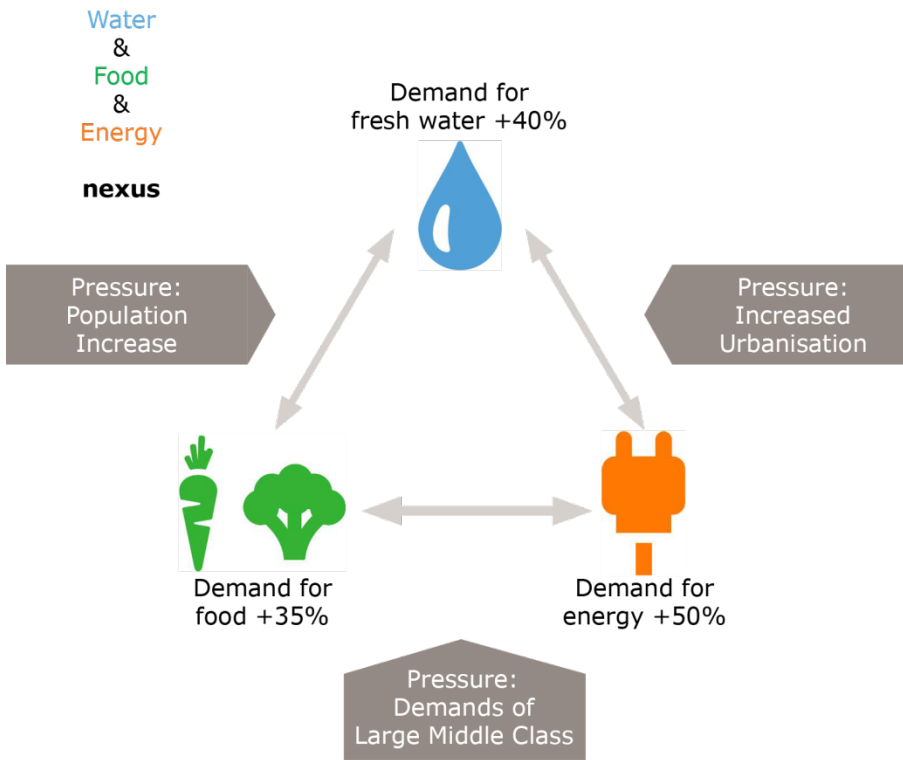 Water
&
Food
&
Energy
nexus
Demand for
fresh water +40%
Pressure:
Population
Increase
Pressure:
Increased
Urbanisation
Demand for
food +35%
Demand for
energy +50%
Pressure:
Demands of
Large Middle Class